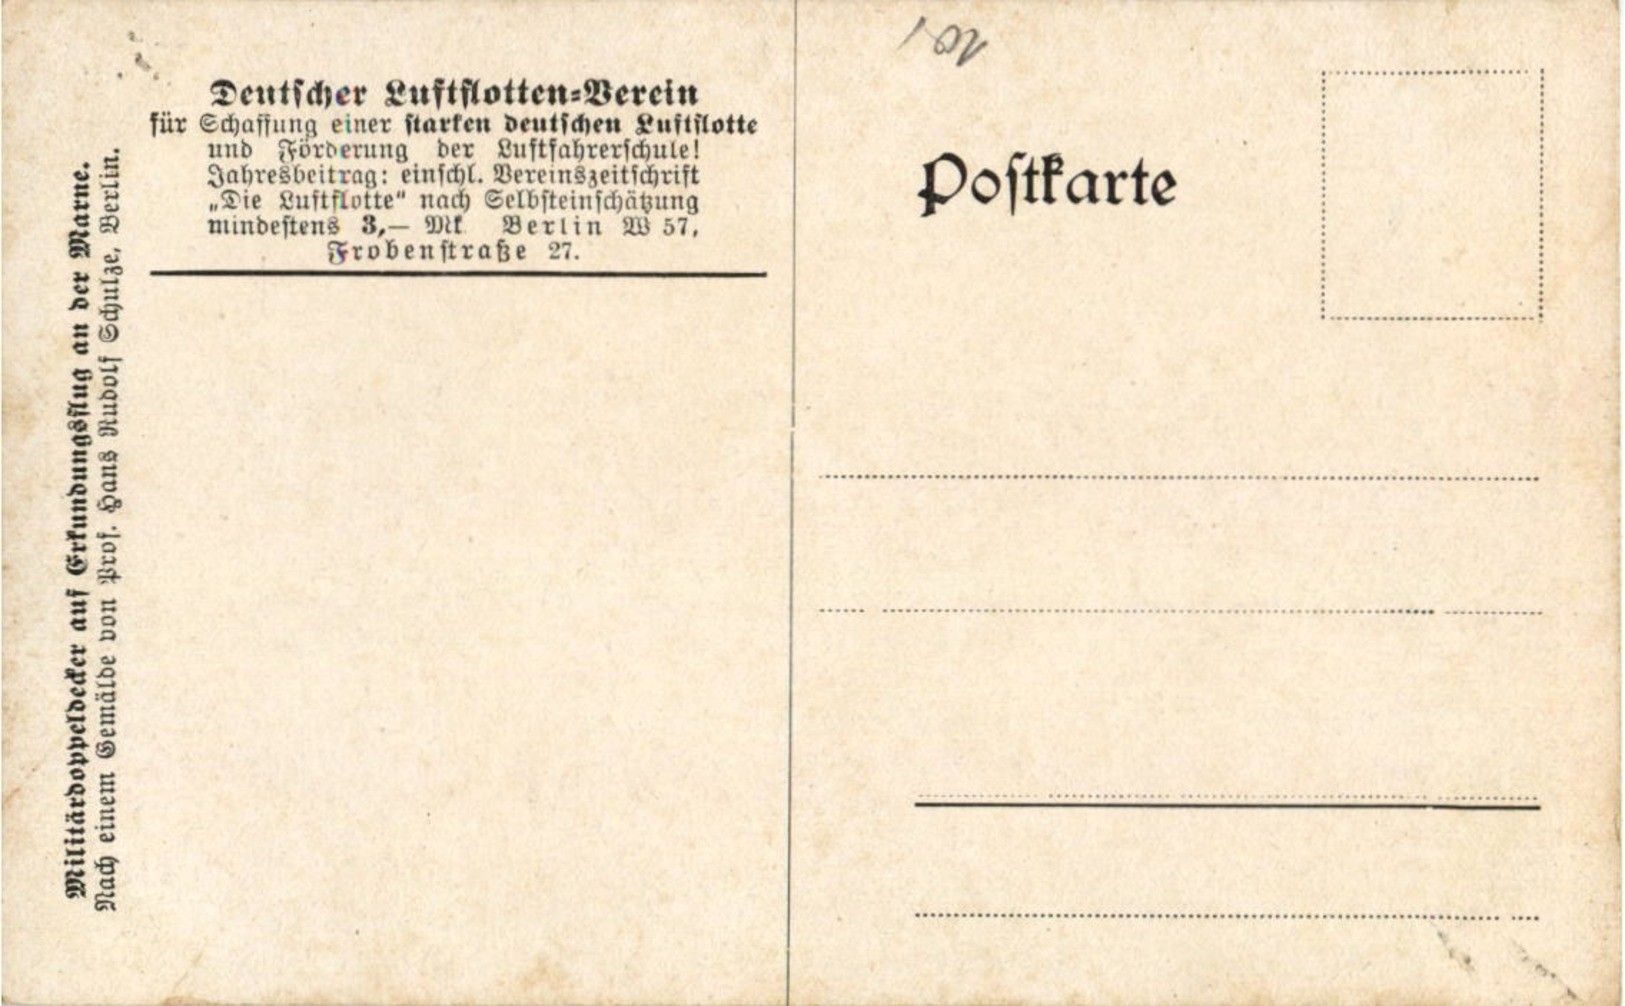 Deutscher Luftflotten-Verein
für Schaffung einer starken deutschen Luftflotte
und Förderung der Luftfahrerschule!
Jahresbeitrag: einschl. Vereinszeitschrift
„Die Luftflotte“ nach Selbsteinschätzung
mindestens 3,— Mk Berlin W 57,
Frobenstraße 27.
Militärdoppeldecker auf Erkundungsflug an der Marne.
Nach einem Gemälde von Prof. Hans Rudolf Schulze, Berlin.
Postkarte